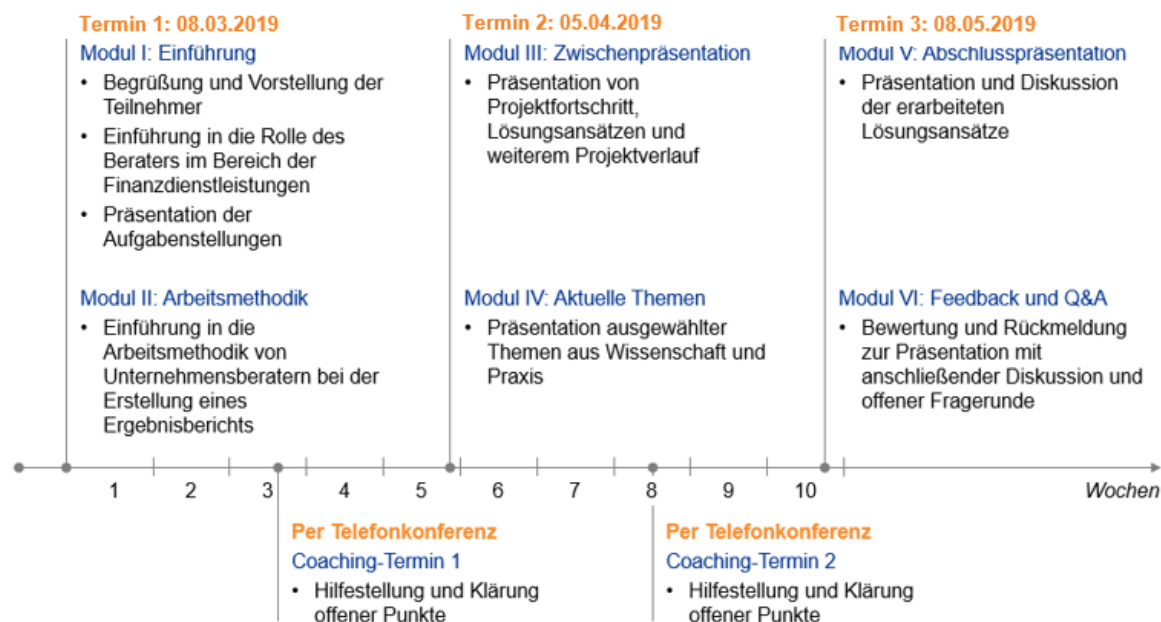 Termin 1: 08.03.2019
Modul I: Einführung
• Begrüßung und Vorstellung der
Teilnehmer
• Einführung in die Rolle des
Beraters im Bereich der
Finanzdienstleistungen
• Präsentation der
Aufgabenstellungen
Modul II: Arbeitsmethodik
• Einführung in die
Arbeitsmethodik von
Unternehmensberatern bei der
Erstellung eines
Ergebnisberichts
Termin 2: 05.04.2019
Modul III: Zwischenpräsentation
• Präsentation von
Projektfortschritt,
Lösungsansätzen und
weiterem Projektverlauf
Modul IV: Aktuelle Themen
• Präsentation ausgewählter
Themen aus Wissenschaft und
Praxis
Termin 3: 08.05.2019
Modul V: Abschlusspräsentation
• Präsentation und Diskussion
der erarbeiteten
Lösungsansätze
Modul VI: Feedback und Q&A
• Bewertung und Rückmeldung
zur Präsentation mit
anschließender Diskussion und
offener Fragerunde
1 2 3 4 5 6 7 8 9 10 Wochen
Per Telefonkonferenz
Coaching-Termin 1
• Hilfestellung und Klärung
offener Punkte
Per Telefonkonferenz
Coaching-Termin 2
• Hilfestellung und Klärung
offener Punkte